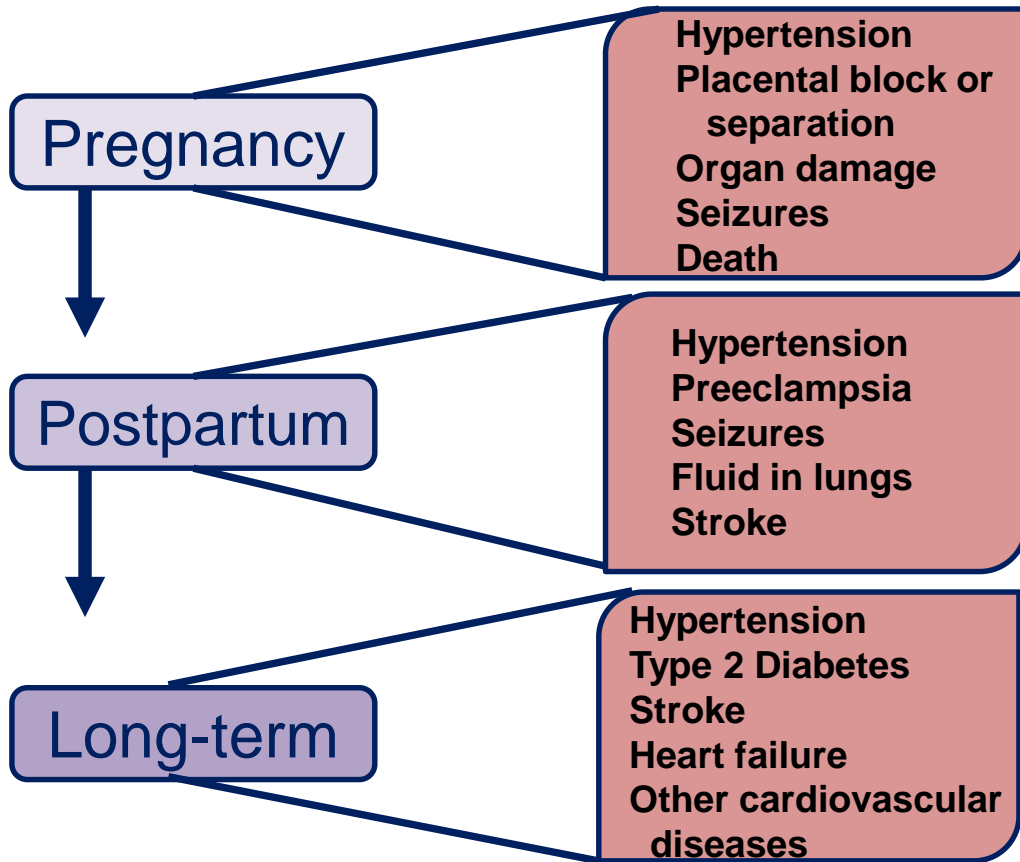 Pregnancy
Hypertension
Placental block or
separation
Organ damage
Seizures
Death
Postpartum
Hypertension
Preeclampsia
Seizures
Fluid in lungs
Stroke
Long-term
Hypertension
Type 2 Diabetes
Stroke
Heart failure
Other cardiovascular
diseases